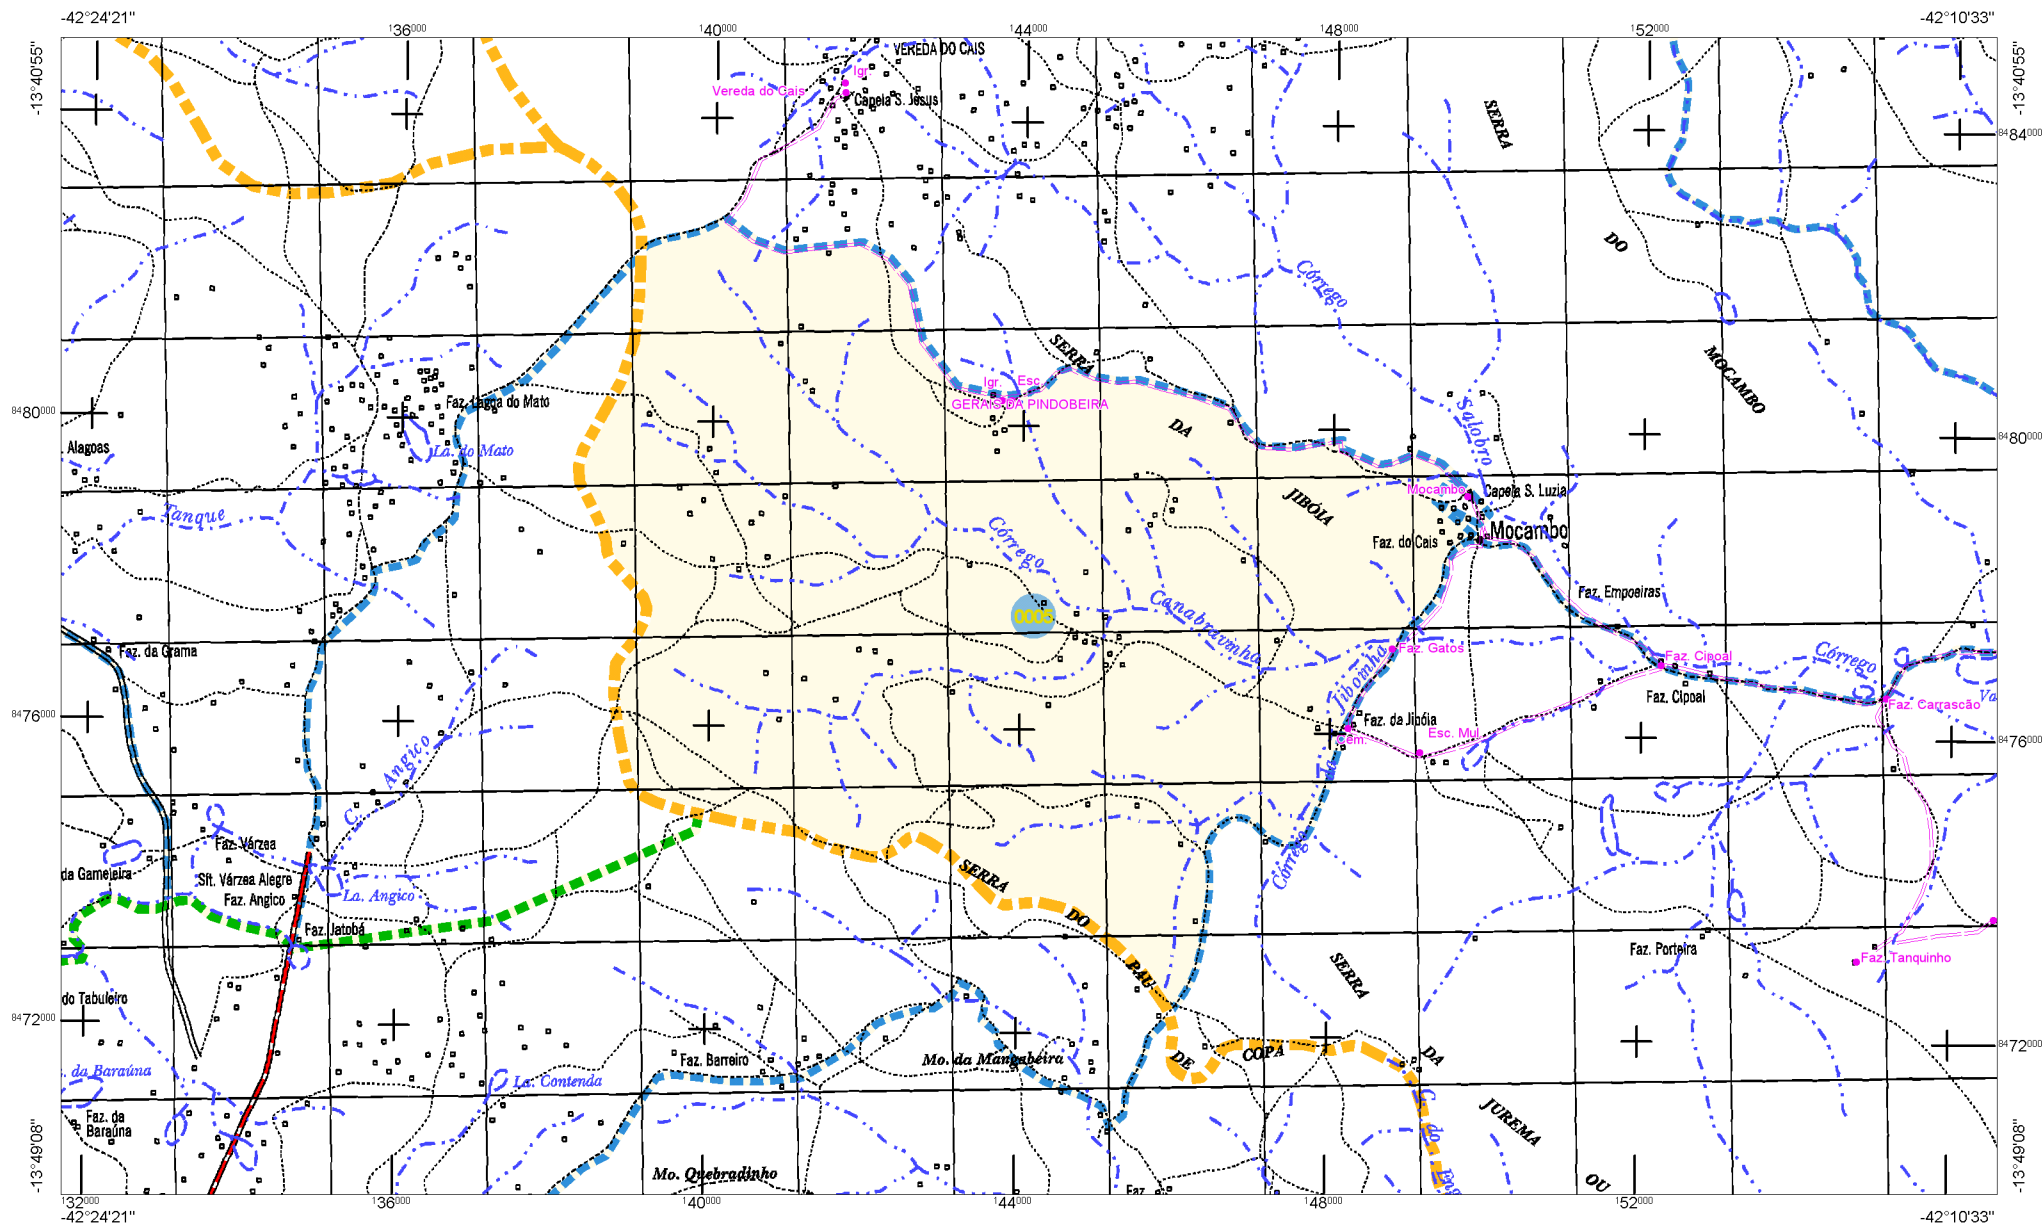 -42°24'21"
-42°10'33"
136000
140000
144000
148000
152000
-13°40'55"
-13°40'55"
VEREDA DO CAIS
Igr.
Vereda do Cais
Capela S. Jesus
SERRA
8484000
DO
Córrego
MOCAMBO
SERRA
Igr.
Esc.
GERAIS DA PINDOBEIRA
Faz. Lagoa do Mato
8480000
8480000
DA
Salobro
Alagoas
La. do Mato
JIBÓIA
Mocambo
Capela S. Luzia
Tanque
Córrego
Mocambo
Faz. do Cais
Faz. Empoeiras
Canabravinha
0005
Faz. da Grama
Faz. Gatos
Faz. Cipoal
Córrego
Jibomha
Faz. Cipoal
Va
Faz. Carrascão
8476000
8476000
Faz. da Jibóia
Cem.
Esc. Mul.
C. Angico
da
Faz. Várzea
Córrego
da Gameleira
Sít. Várzea Alegre
SERRA
Faz. Angico
La. Angico
DO
Faz. Jatobá
Faz. Porteira
Faz. Tanquinho
PAU
SERRA
do Tabuleiro
8472000
8472000
Faz. Barreiro
Mo. da Mangabeira
DE
COPA
DA
. da Baraúna
La. Contenda
C. do Eng
JUREMA
Faz. da
Baraúna
Mo. Quebradinho
OU
Faz.
-13°49'08"
-13°49'08"
132000
136000
140000
144000
148000
152000
-42°24'21"
-42°10'33"